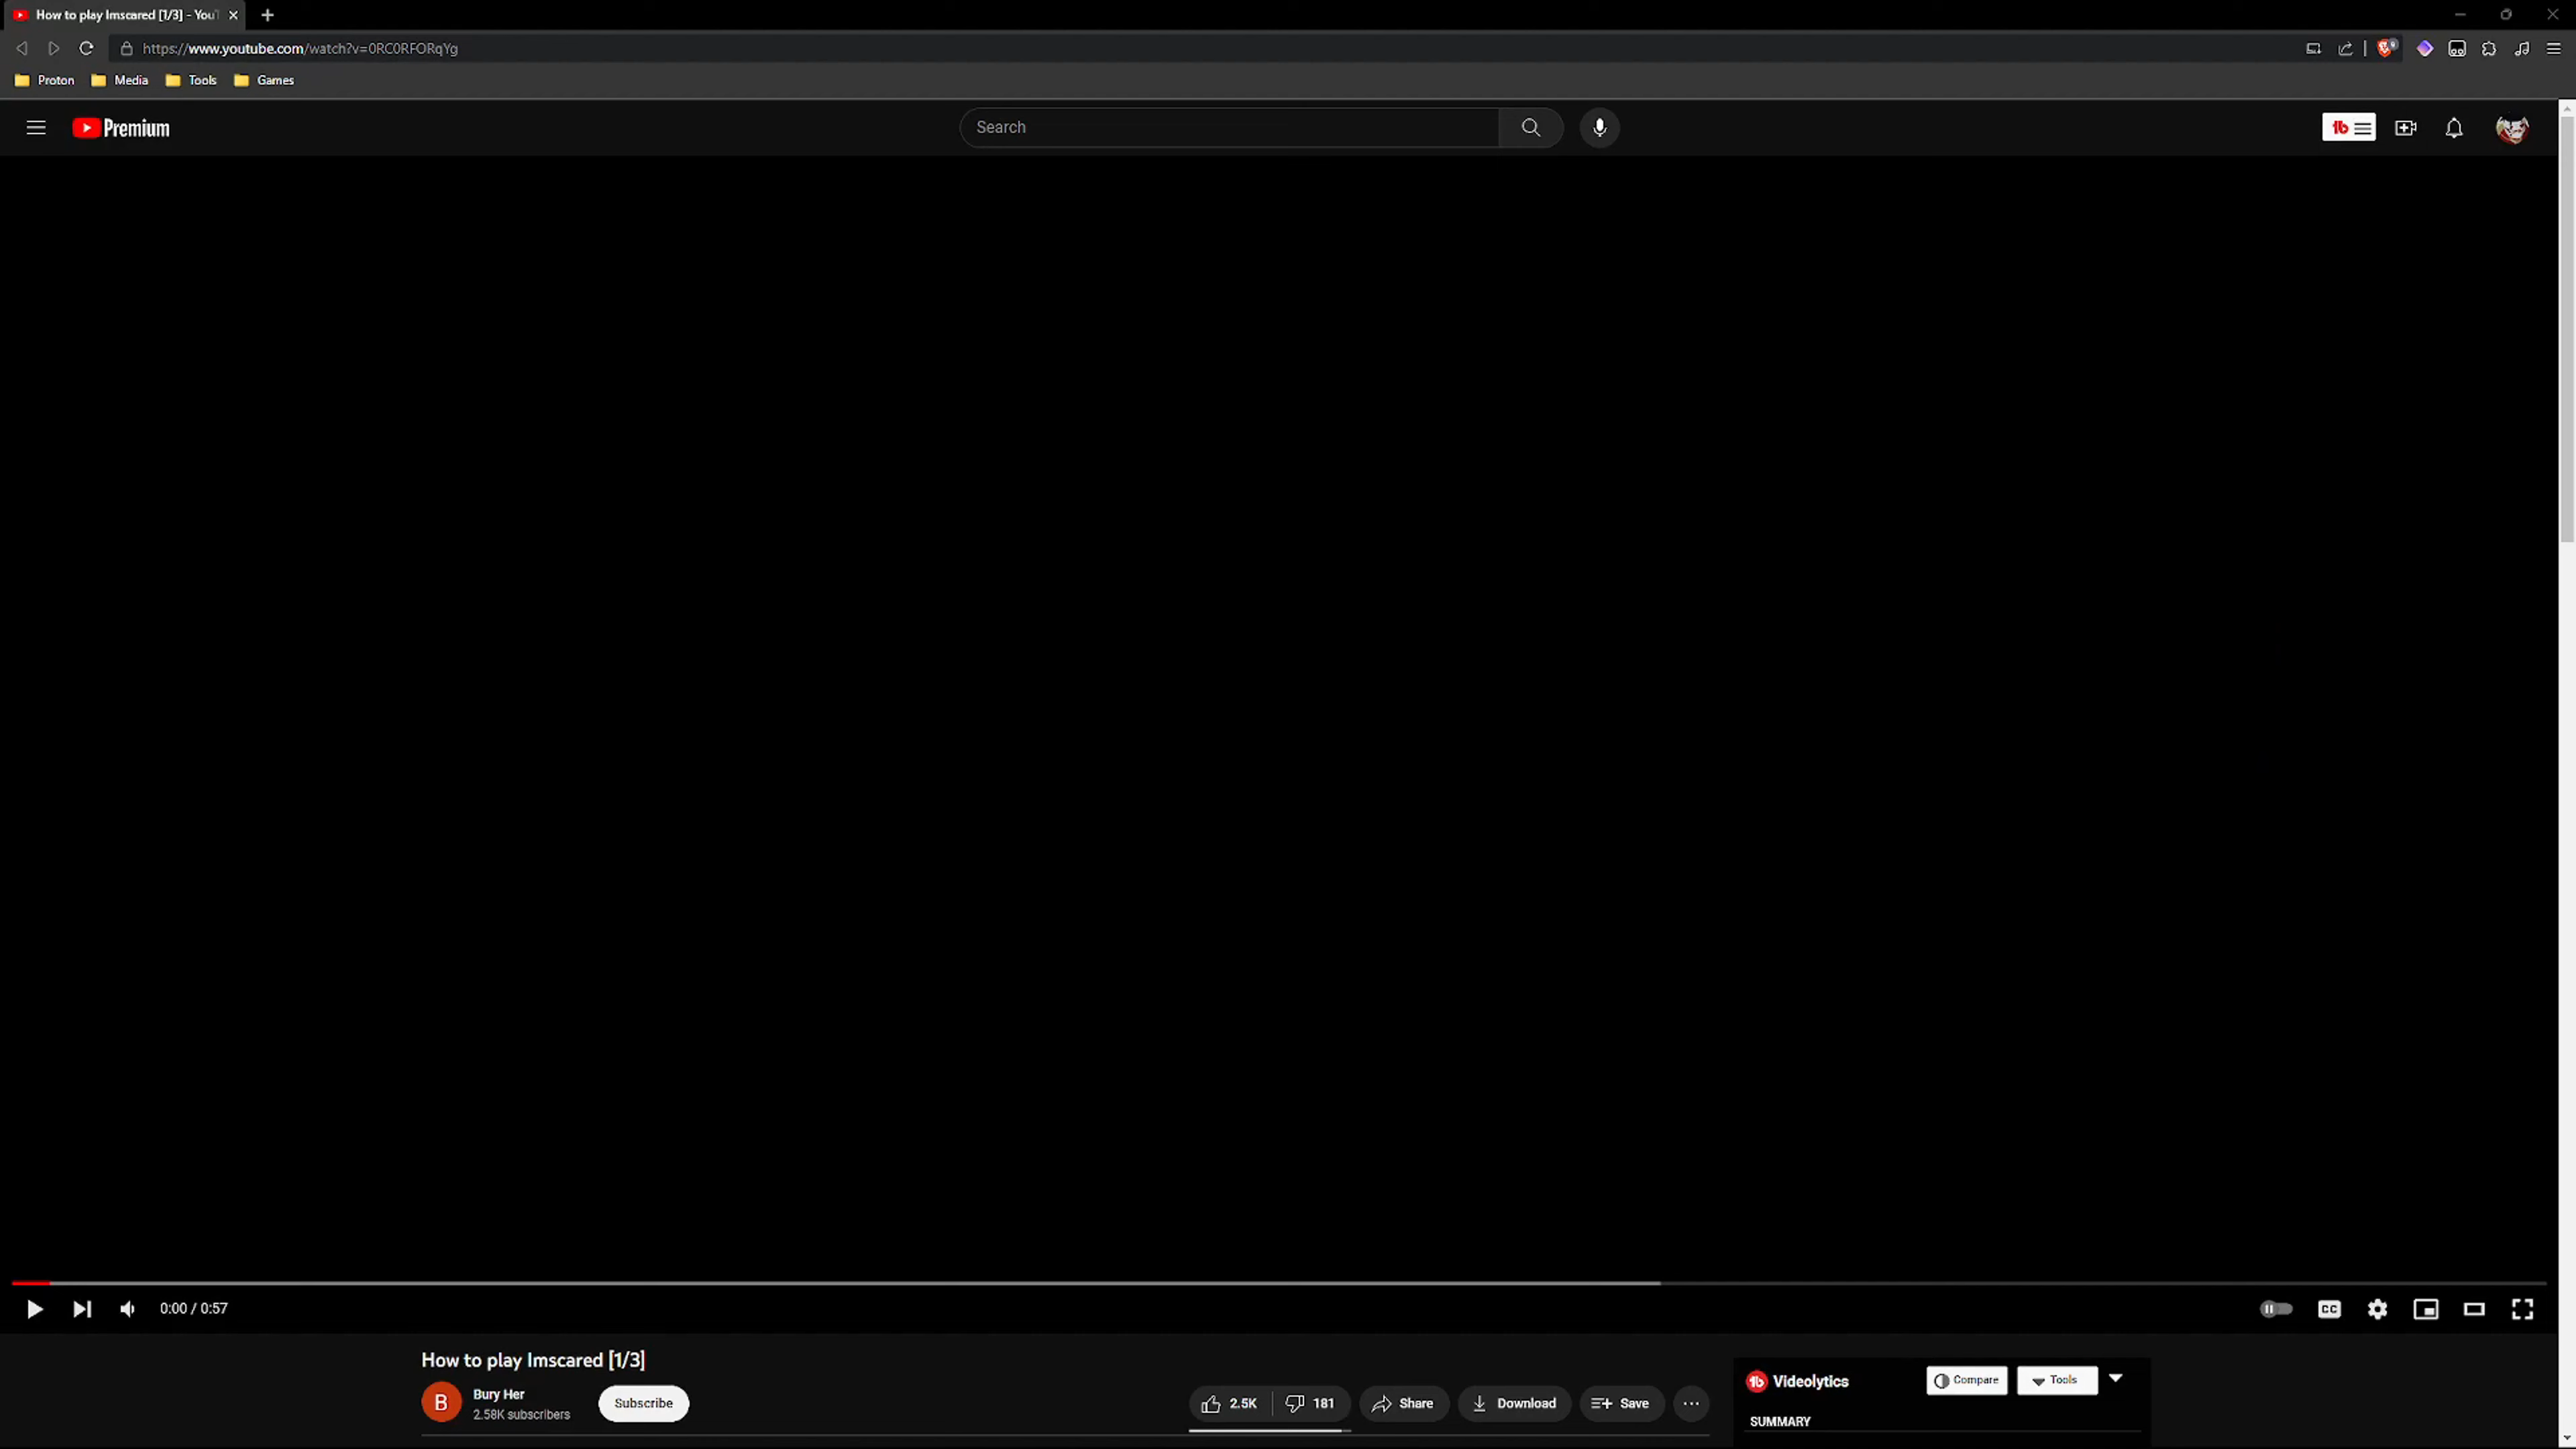 How to play Imscared [1/3] - You
https://www.youtube.com/watch?v=0RC0RFORqYg
Proton Media Tools Games
Premium Search
0:00 / 0:57 CC
How to play Imscared [1/3]
B Bury Her Subscribe 2.5K 181 Share Download Save
2.58K subscribers
Videolytics Compare Tools
SUMMARY